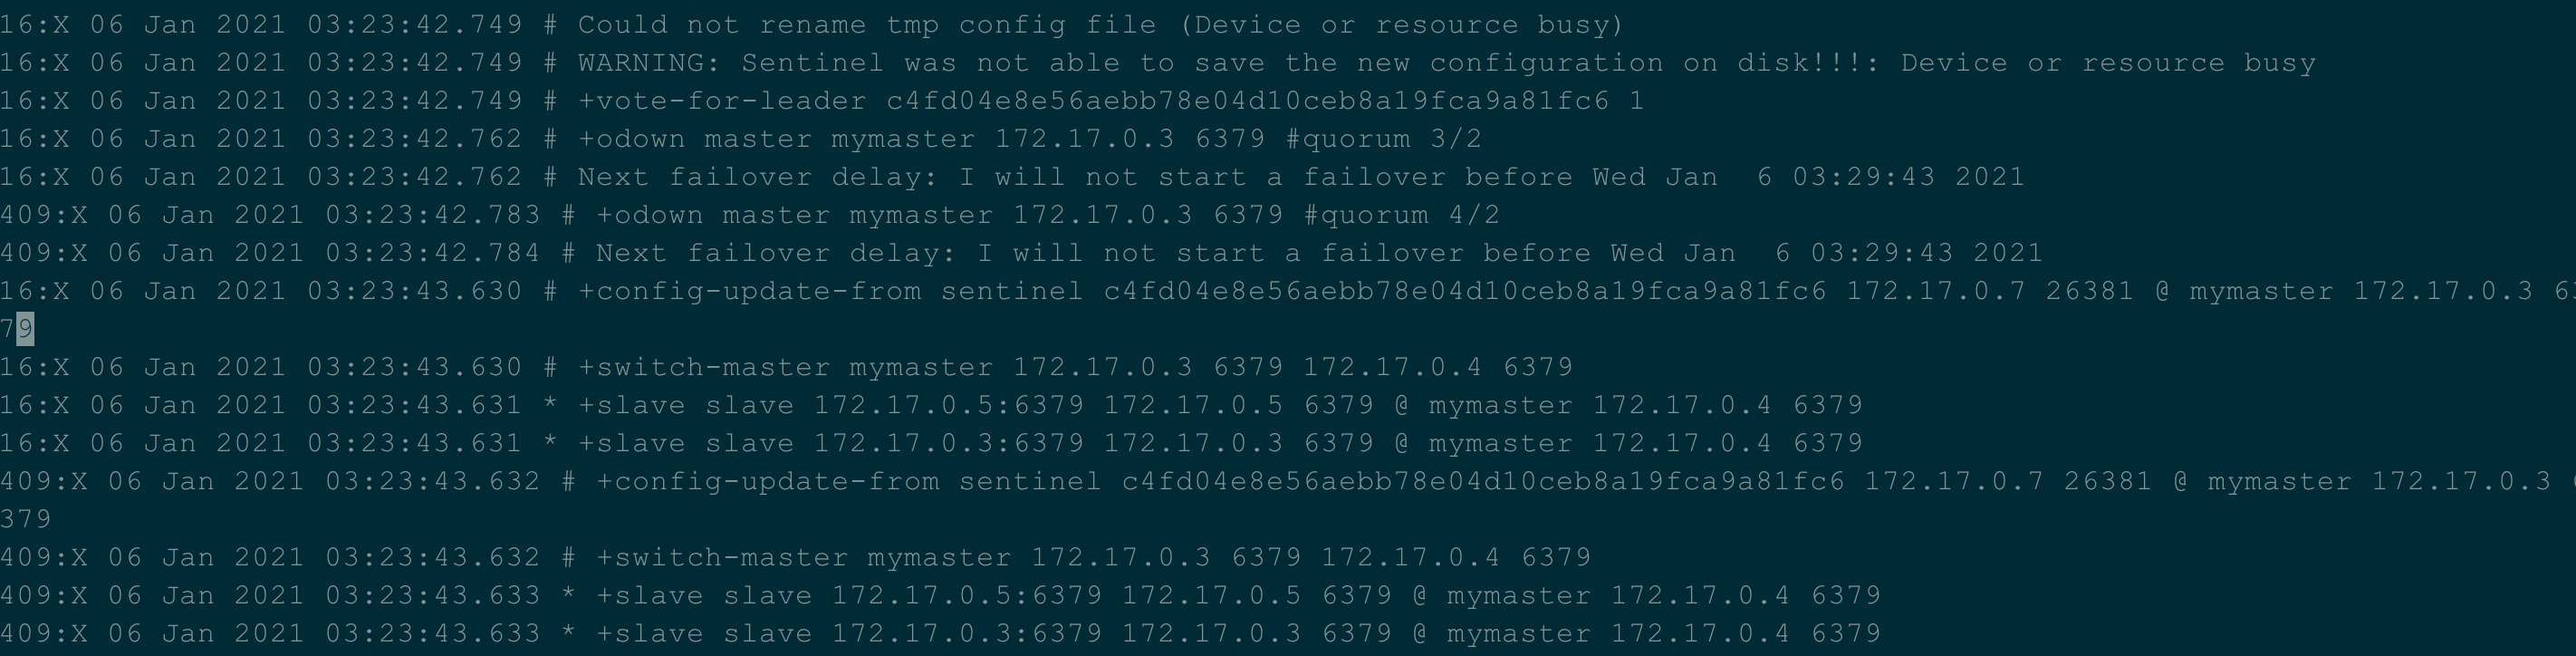 16:X 06 Jan 2021 03:23:42.749 # Could not rename tmp config file (Device or resource busy)
16:X 06 Jan 2021 03:23:42.749 # WARNING: Sentinel was not able to save the new configuration on disk!!!: Device or resource busy
16:X 06 Jan 2021 03:23:42.749 # +vote-for-leader c4fd04e8e56aebb78e04d10ceb8a19fca9a81fc6 1
16:X 06 Jan 2021 03:23:42.762 # +odown master mymaster 172.17.0.3 6379 #quorum 3/2
16:X 06 Jan 2021 03:23:42.762 # Next failover delay: I will not start a failover before Wed Jan  6 03:29:43 2021
409:X 06 Jan 2021 03:23:42.783 # +odown master mymaster 172.17.0.3 6379 #quorum 4/2
409:X 06 Jan 2021 03:23:42.784 # Next failover delay: I will not start a failover before Wed Jan  6 03:29:43 2021
16:X 06 Jan 2021 03:23:43.630 # +config-update-from sentinel c4fd04e8e56aebb78e04d10ceb8a19fca9a81fc6 172.17.0.7 26381 @ mymaster 172.17.0.3 63
79
16:X 06 Jan 2021 03:23:43.630 # +switch-master mymaster 172.17.0.3 6379 172.17.0.4 6379
16:X 06 Jan 2021 03:23:43.631 * +slave slave 172.17.0.5:6379 172.17.0.5 6379 @ mymaster 172.17.0.4 6379
16:X 06 Jan 2021 03:23:43.631 * +slave slave 172.17.0.3:6379 172.17.0.3 6379 @ mymaster 172.17.0.4 6379
409:X 06 Jan 2021 03:23:43.632 # +config-update-from sentinel c4fd04e8e56aebb78e04d10ceb8a19fca9a81fc6 172.17.0.7 26381 @ mymaster 172.17.0.3 6
379
409:X 06 Jan 2021 03:23:43.632 # +switch-master mymaster 172.17.0.3 6379 172.17.0.4 6379
409:X 06 Jan 2021 03:23:43.633 * +slave slave 172.17.0.5:6379 172.17.0.5 6379 @ mymaster 172.17.0.4 6379
409:X 06 Jan 2021 03:23:43.633 * +slave slave 172.17.0.3:6379 172.17.0.3 6379 @ mymaster 172.17.0.4 6379